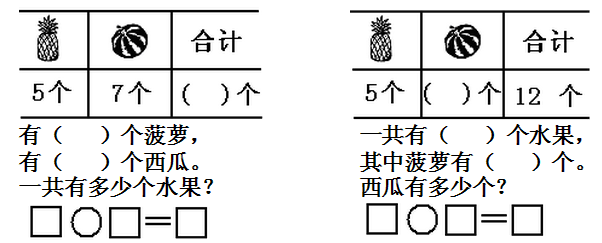 合计
5个 7个 (　)个
有(　)个菠萝，
有(　)个西瓜。
一共有多少个水果？
□○□=□
合计
5个 (　)个 12 个
一共有(　)个水果，
其中菠萝有(　)个。
西瓜有多少个？
□○□=□